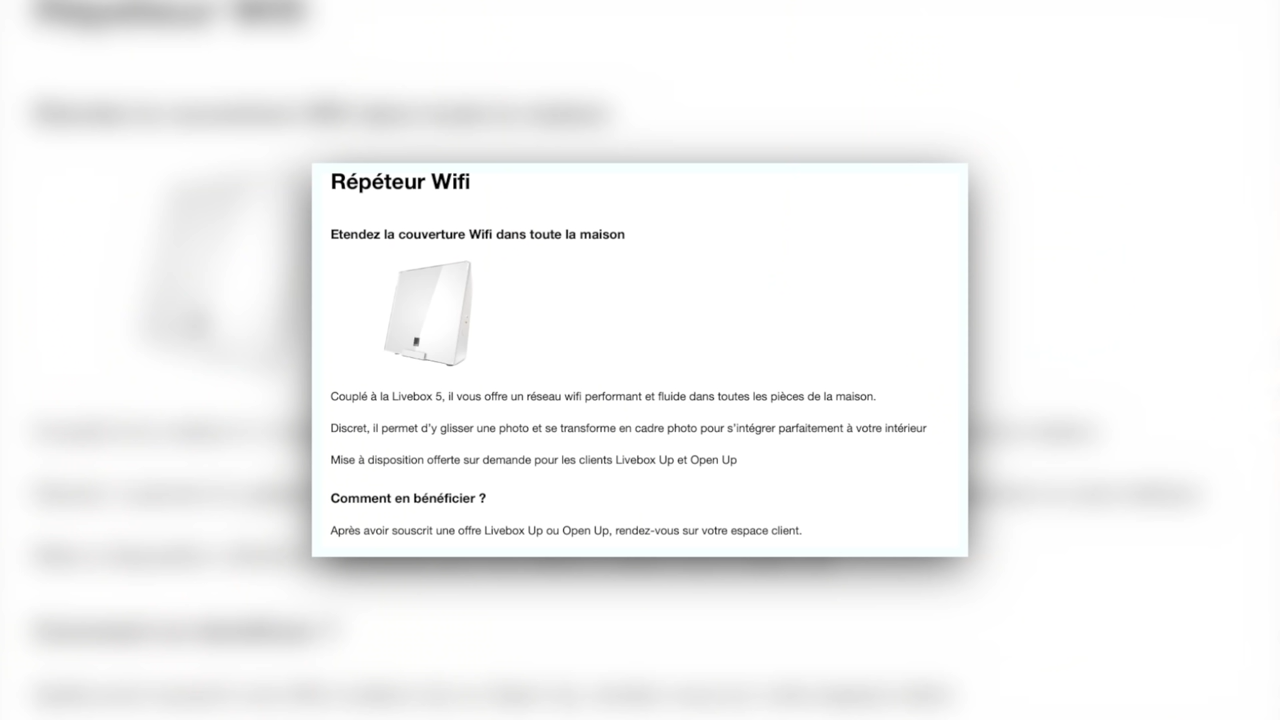 Répéteur Wifi
Etendez la couverture Wifi dans toute la maison
Couplé à la Livebox 5, il vous offre un réseau wifi performant et fluide dans toutes les pièces de la maison.
Discret, il permet d'y glisser une photo et se transforme en cadre photo pour s'intégrer parfaitement à votre intérieur
Mise à disposition offerte sur demande pour les clients Livebox Up et Open Up
Comment en bénéficier ?
Après avoir souscrit une offre Livebox Up ou Open Up, rendez-vous sur votre espace client.